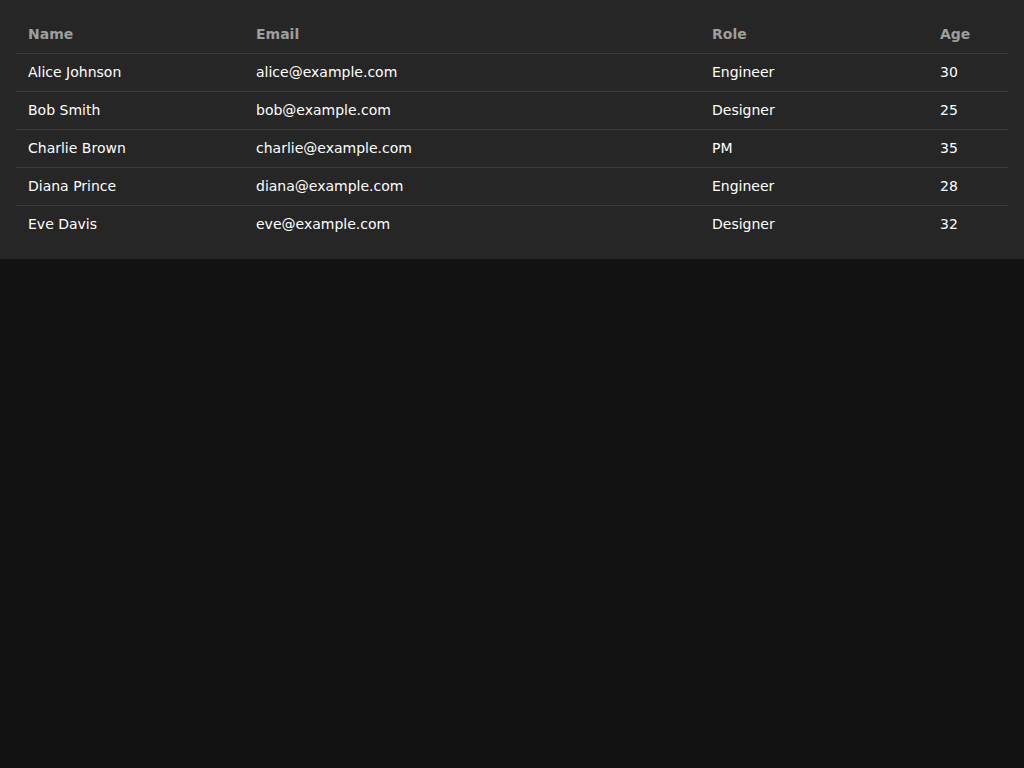 Name Email Role Age
Alice Johnson alice@example.com Engineer 30
Bob Smith bob@example.com Designer 25
Charlie Brown charlie@example.com PM 35
Diana Prince diana@example.com Engineer 28
Eve Davis eve@example.com Designer 32